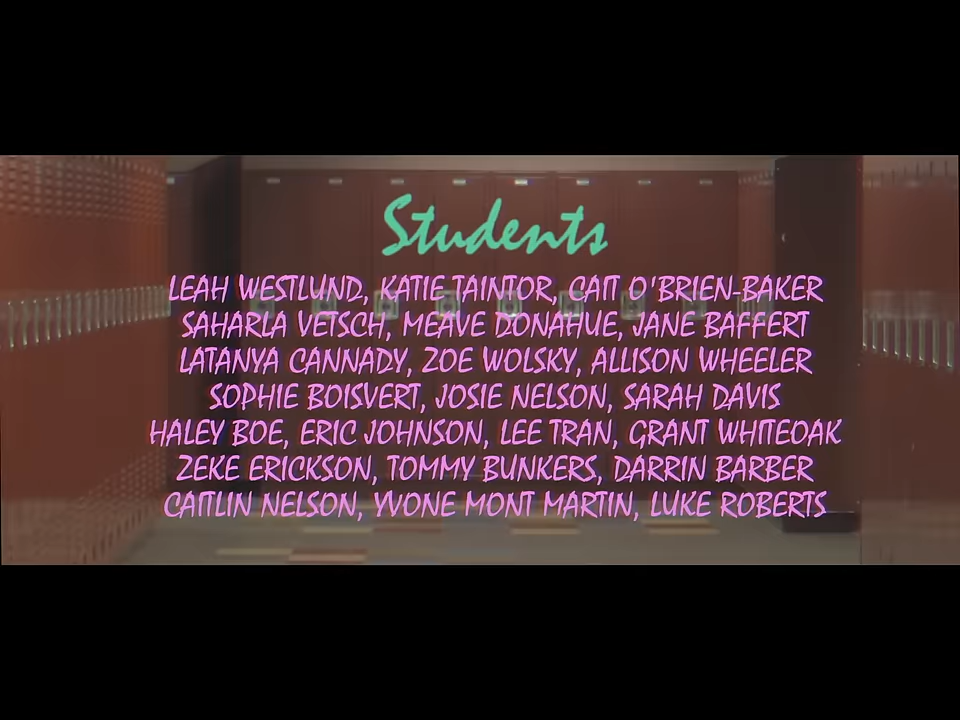 Students
LEAH WESTLUND, KATIE TAINTOR, CAIT O'BRIEN-BAKER
SAHARLA VETSCH, MEAVE DONAHUE, JANE BAFFERT
LATANYA CANNADY, ZOE WOLSKY, ALLISON WHEELER
SOPHIE BOISVERT, JOSIE NELSON, SARAH DAVIS
HALEY BOE, ERIC JOHNSON, LEE TRAN, GRANT WHITEOAK
ZEKE ERICKSON, TOMMY BUNKERS, DARRIN BARBER
CAITLIN NELSON, YVONE MONT MARTIN, LUKE ROBERTS